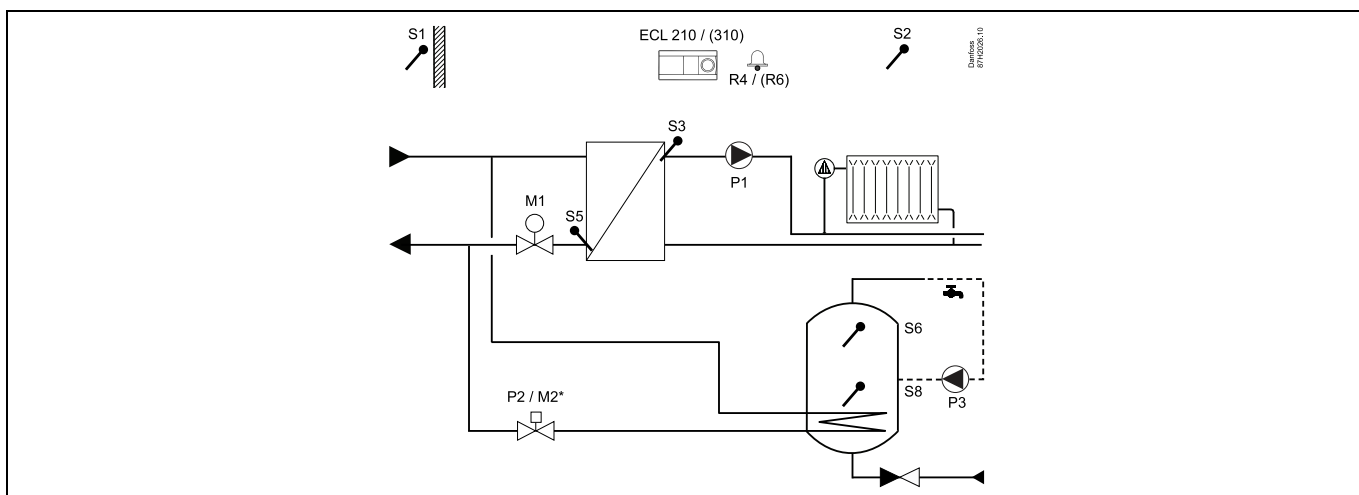 S1
ECL 210 / (310)
S2
Danfoss
87H2026.10
R4 / (R6)
S3
P1
M1
S5
S6
S8
P3
P2 / M2*